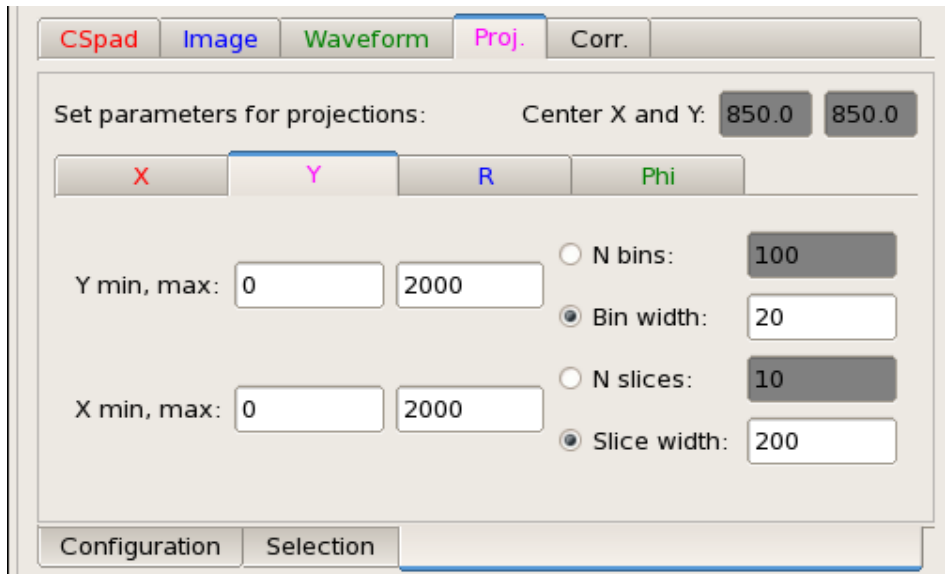 CSpad Image Waveform Proj. Corr.
Set parameters for projections: Center X and Y: 850.0 850.0
X Y R Phi
N bins: 100
Y min, max: 0 2000
Bin width: 20
N slices: 10
X min, max: 0 2000
Slice width: 200
Configuration Selection